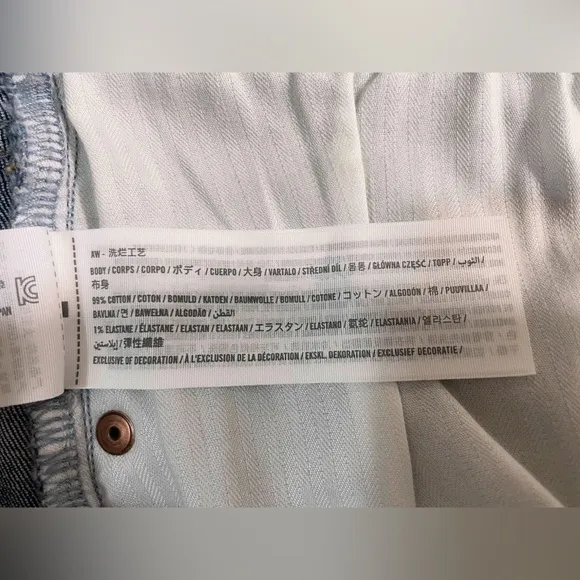 XW - 洗烂工艺
BODY / CORPS / CORPO / ボディ / CUERPO / 大身 / VARTALO / STŘEDNÍ DÍL / 몸통 / GŁÓWNA CZĘŚĆ / TOPP / الثوب /
布身
99% COTTON / COTON / BOMULD / KATOEN / BAUMWOLLE / BOMULL / COTONE / コットン / ALGODÓN / 棉 / PUUVILLAA /
BAVLNA / 면 / BAWEŁNA / ALGODÃO / القطن /
1% ELASTANE / ÉLASTANE / ELASTAN / ELASTAAN / エラスタン / ELASTANO / 氨纶 / ELASTAANIA / 엘라스탄 /
إيلاستين / 彈性纖維
EXCLUSIVE OF DECORATION / À L'EXCLUSION DE LA DÉCORATION / EKSKL. DEKORATION / EXCLUSIEF DECORATIE /
PAN